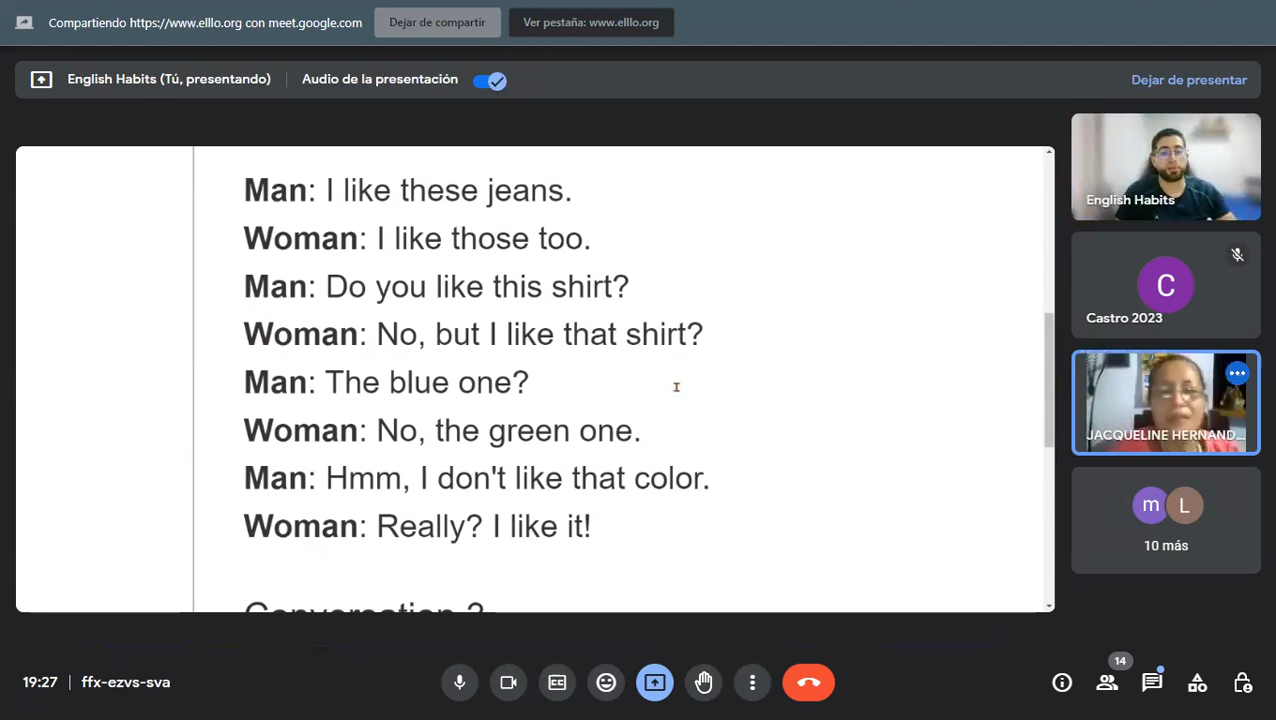 Compartiendo https://www.elllo.org con meet.google.com
Dejar de compartir
Ver pestaña: www.elllo.org
English Habits (Tú, presentando)
Audio de la presentación
Dejar de presentar
Man: I like these jeans.
Woman: I like those too.
Man: Do you like this shirt?
Woman: No, but I like that shirt?
Man: The blue one?
Woman: No, the green one.
Man: Hmm, I don't like that color.
Woman: Really? I like it!
Conversation 2
English Habits
C
Castro 2023
JACQUELINE HERNAND...
m L
10 más
19:27
ffx-ezvs-sva
14